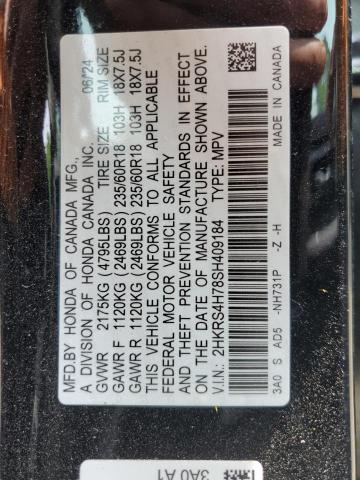 MFD.BY HONDA OF CANADA MFG., 06/24
A DIVISION OF HONDA CANADA INC.
GVWR 2175KG (4795LBS) TIRE SIZE RIM SIZE
GAWR F 1120KG (2469LBS) 235/60R18 103H 18X7.5J
GAWR R 1120KG (2469LBS) 235/60R18 103H 18X7.5J
THIS VEHICLE CONFORMS TO ALL APPLICABLE
FEDERAL MOTOR VEHICLE SAFETY
AND THEFT PREVENTION STANDARDS IN EFFECT
ON THE DATE OF MANUFACTURE SHOWN ABOVE.
V.I.N.: 2HKRS4H78SH409184 TYPE: MPV
3A0 S AD5 -NH731P -Z -H MADE IN CANADA
3A0 A1